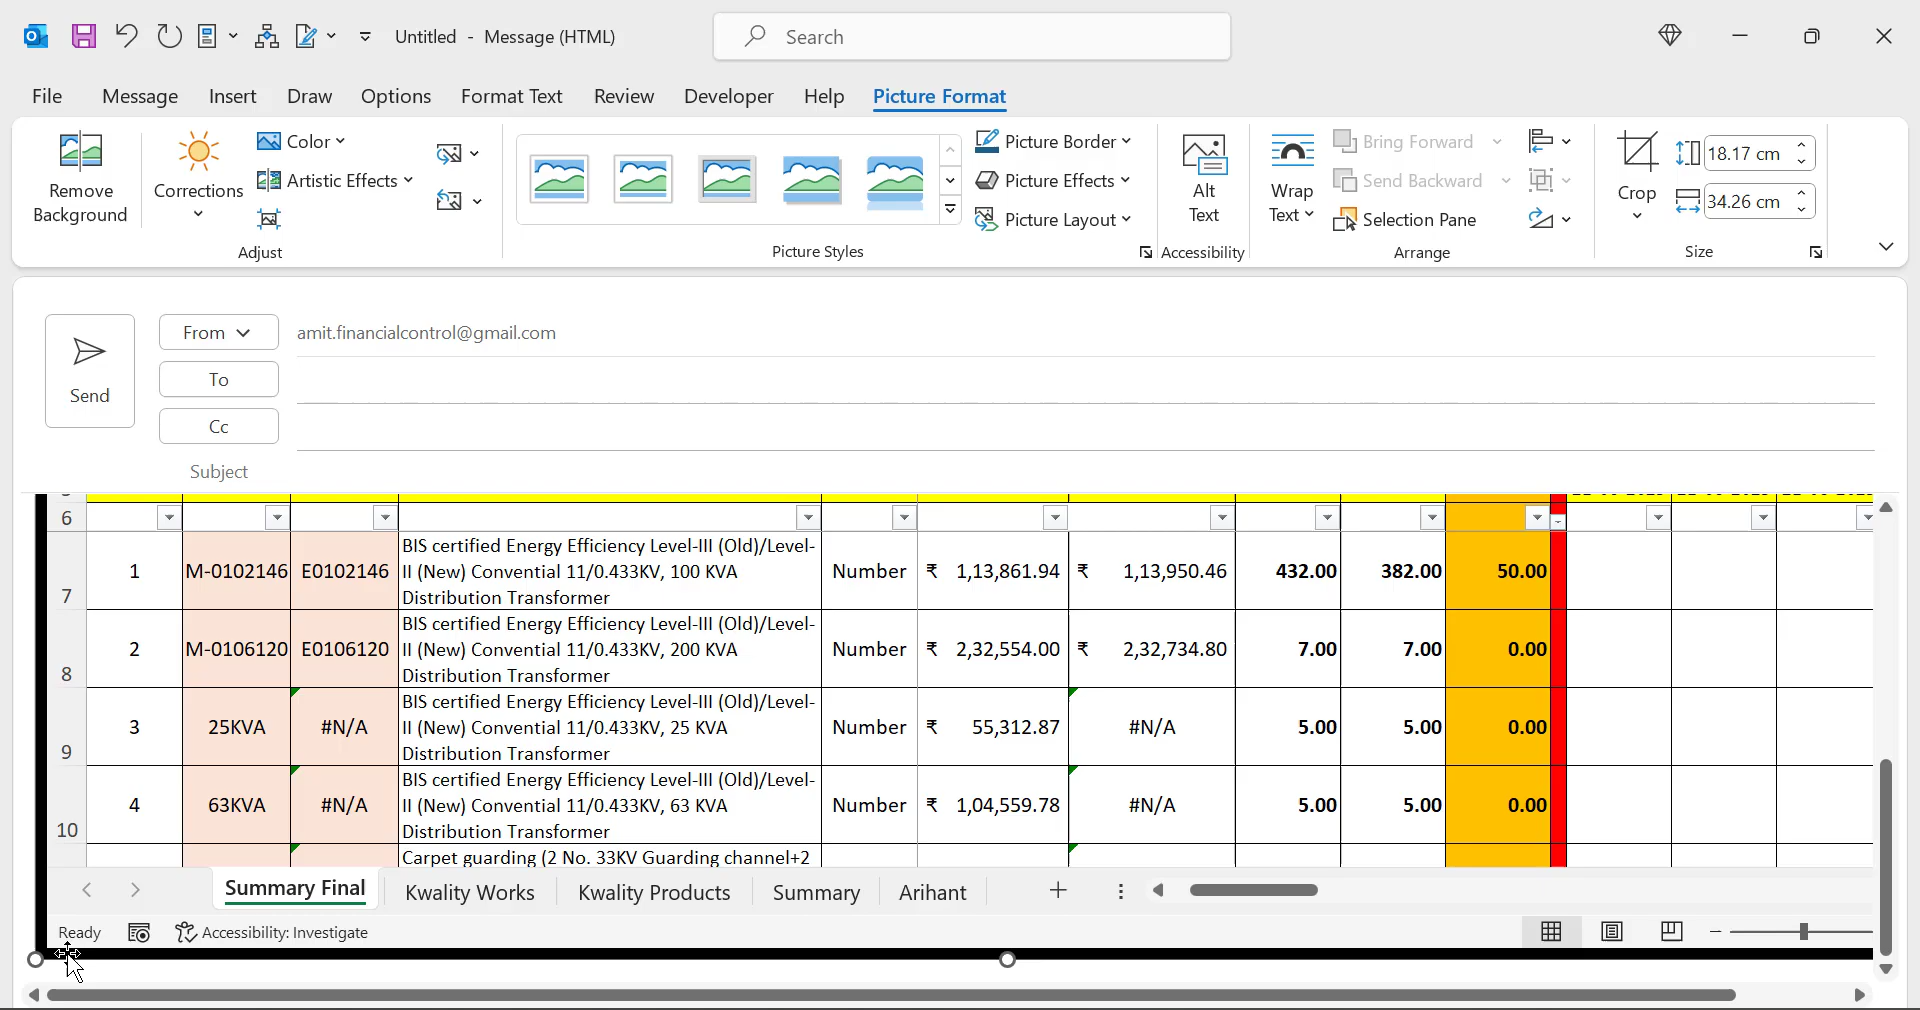 Untitled - Message (HTML)
Search
File Message Insert Draw Options Format Text Review Developer Help Picture Format
Remove Background
Corrections
Color
Artistic Effects
Adjust
Picture Styles
Picture Border
Picture Effects
Picture Layout
Alt Text
Accessibility
Wrap Text
Bring Forward
Send Backward
Selection Pane
Arrange
Crop
18.17 cm
34.26 cm
Size
Send
From amit.financialcontrol@gmail.com
To
Cc
Subject
6
BIS certified Energy Efficiency Level-III (Old)/Level-
7 1 M-0102146 E0102146 II (New) Convential 11/0.433KV, 100 KVA Number ₹ 1,13,861.94 ₹ 1,13,950.46 432.00 382.00 50.00
Distribution Transformer
BIS certified Energy Efficiency Level-III (Old)/Level-
8 2 M-0106120 E0106120 II (New) Convential 11/0.433KV, 200 KVA Number ₹ 2,32,554.00 ₹ 2,32,734.80 7.00 7.00 0.00
Distribution Transformer
BIS certified Energy Efficiency Level-III (Old)/Level-
9 3 25KVA #N/A II (New) Convential 11/0.433KV, 25 KVA Number ₹ 55,312.87 #N/A 5.00 5.00 0.00
Distribution Transformer
BIS certified Energy Efficiency Level-III (Old)/Level-
10 4 63KVA #N/A II (New) Convential 11/0.433KV, 63 KVA Number ₹ 1,04,559.78 #N/A 5.00 5.00 0.00
Distribution Transformer
Carpet guarding (2 No. 33KV Guarding channel+2
Summary Final Kwality Works Kwality Products Summary Arihant
Ready Accessibility: Investigate